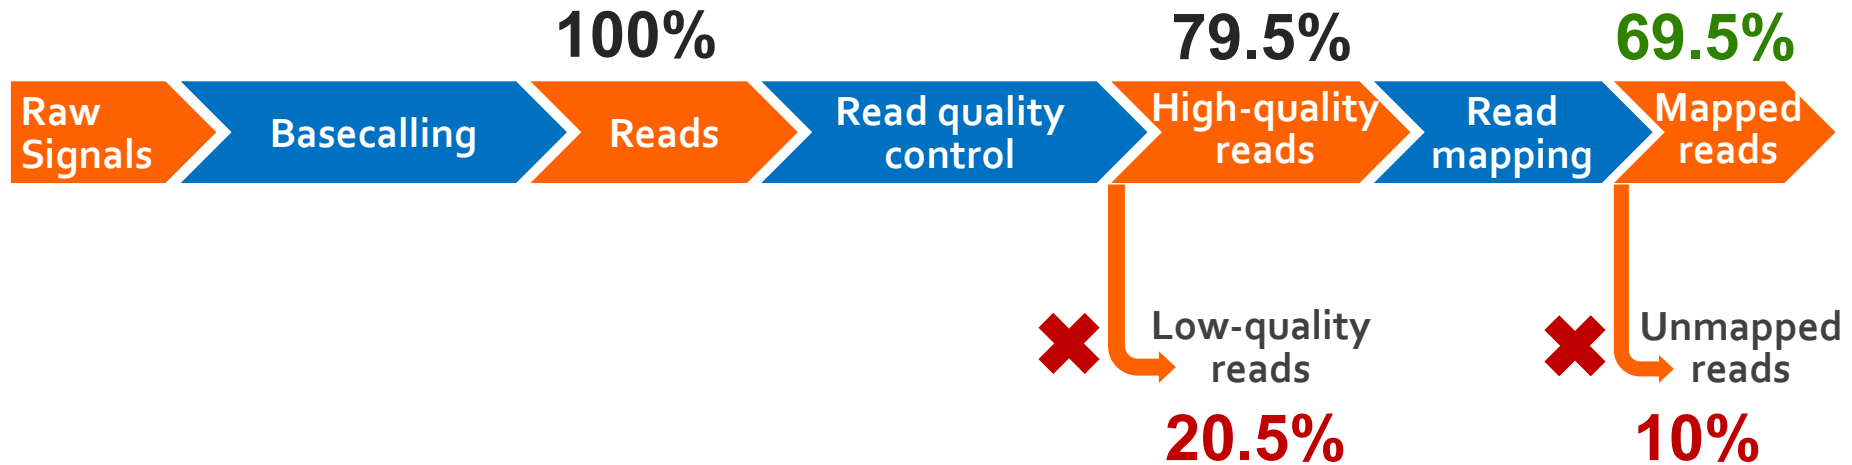 100%
79.5%
69.5%
Raw
Signals
Basecalling
Reads
Read quality
control
High-quality
reads
Read
mapping
Mapped
reads
Low-quality
reads
20.5%
Unmapped
reads
10%